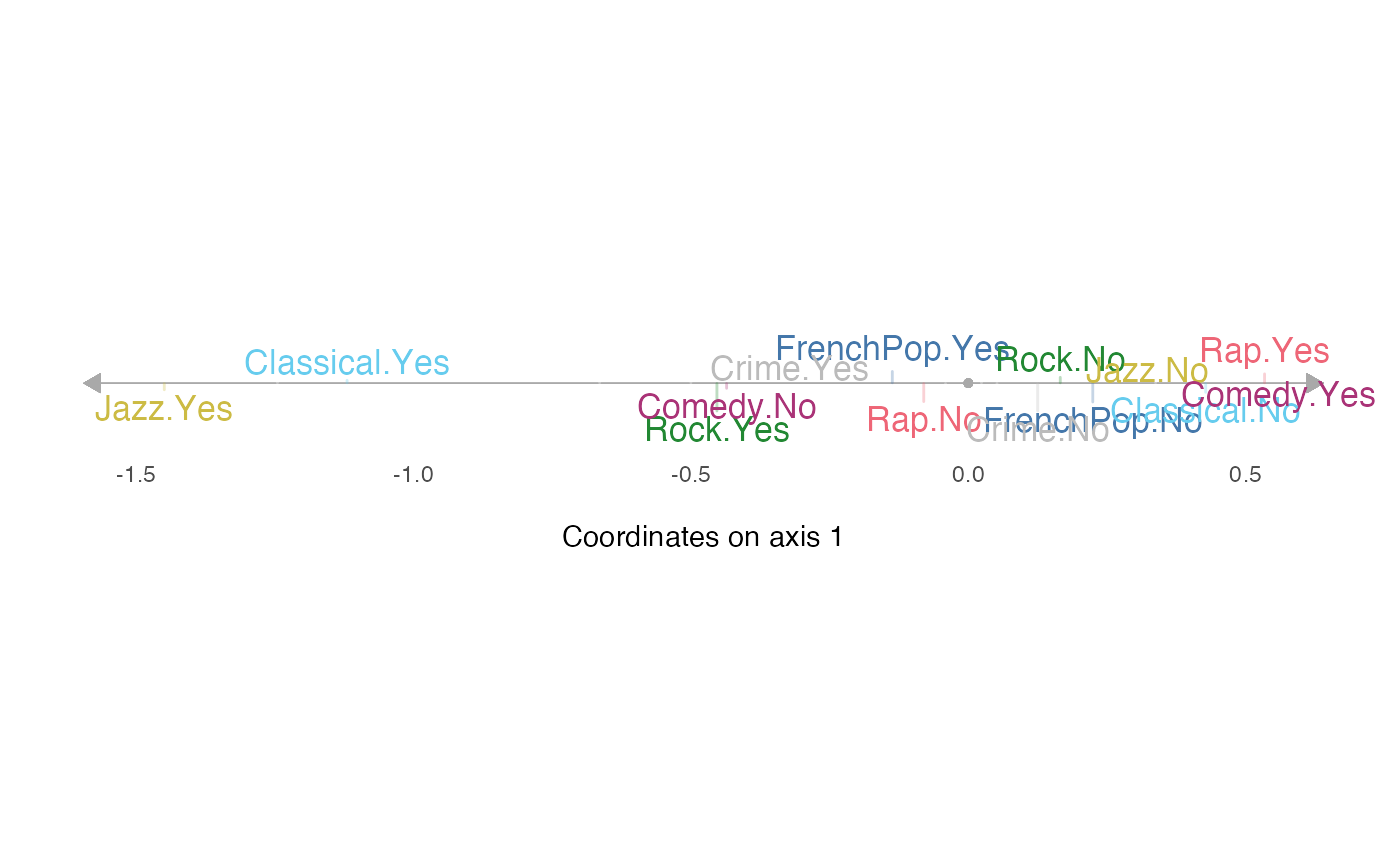 FrenchPop.Yes
Rock.No
Rap.Yes
Classical.Yes
Crime.Yes
Jazz.No
Comedy.Yes
Jazz.Yes
Comedy.No
Classical.No
Rap.No
FrenchPop.No
Rock.Yes
Crime.No
-1.5 -1.0 -0.5 0.0 0.5
Coordinates on axis 1